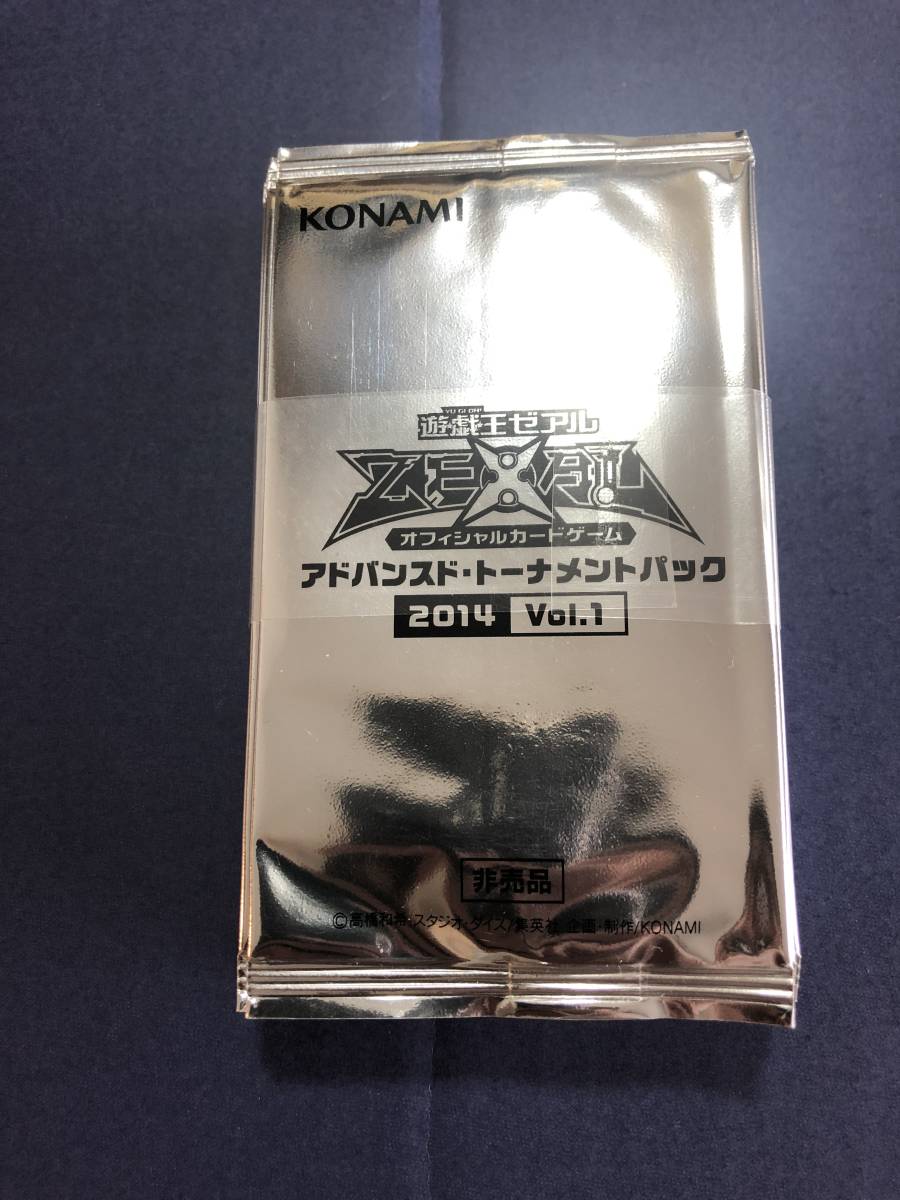 KONAMI
YU-GI-OH!
遊戯王ゼアル
ZEXAL
オフィシャルカードゲーム
アドバンスド・トーナメントパック
2014 Vol.1
非売品
©高橋和希・スタジオ・ダイス/集英社 企画・制作/KONAMI